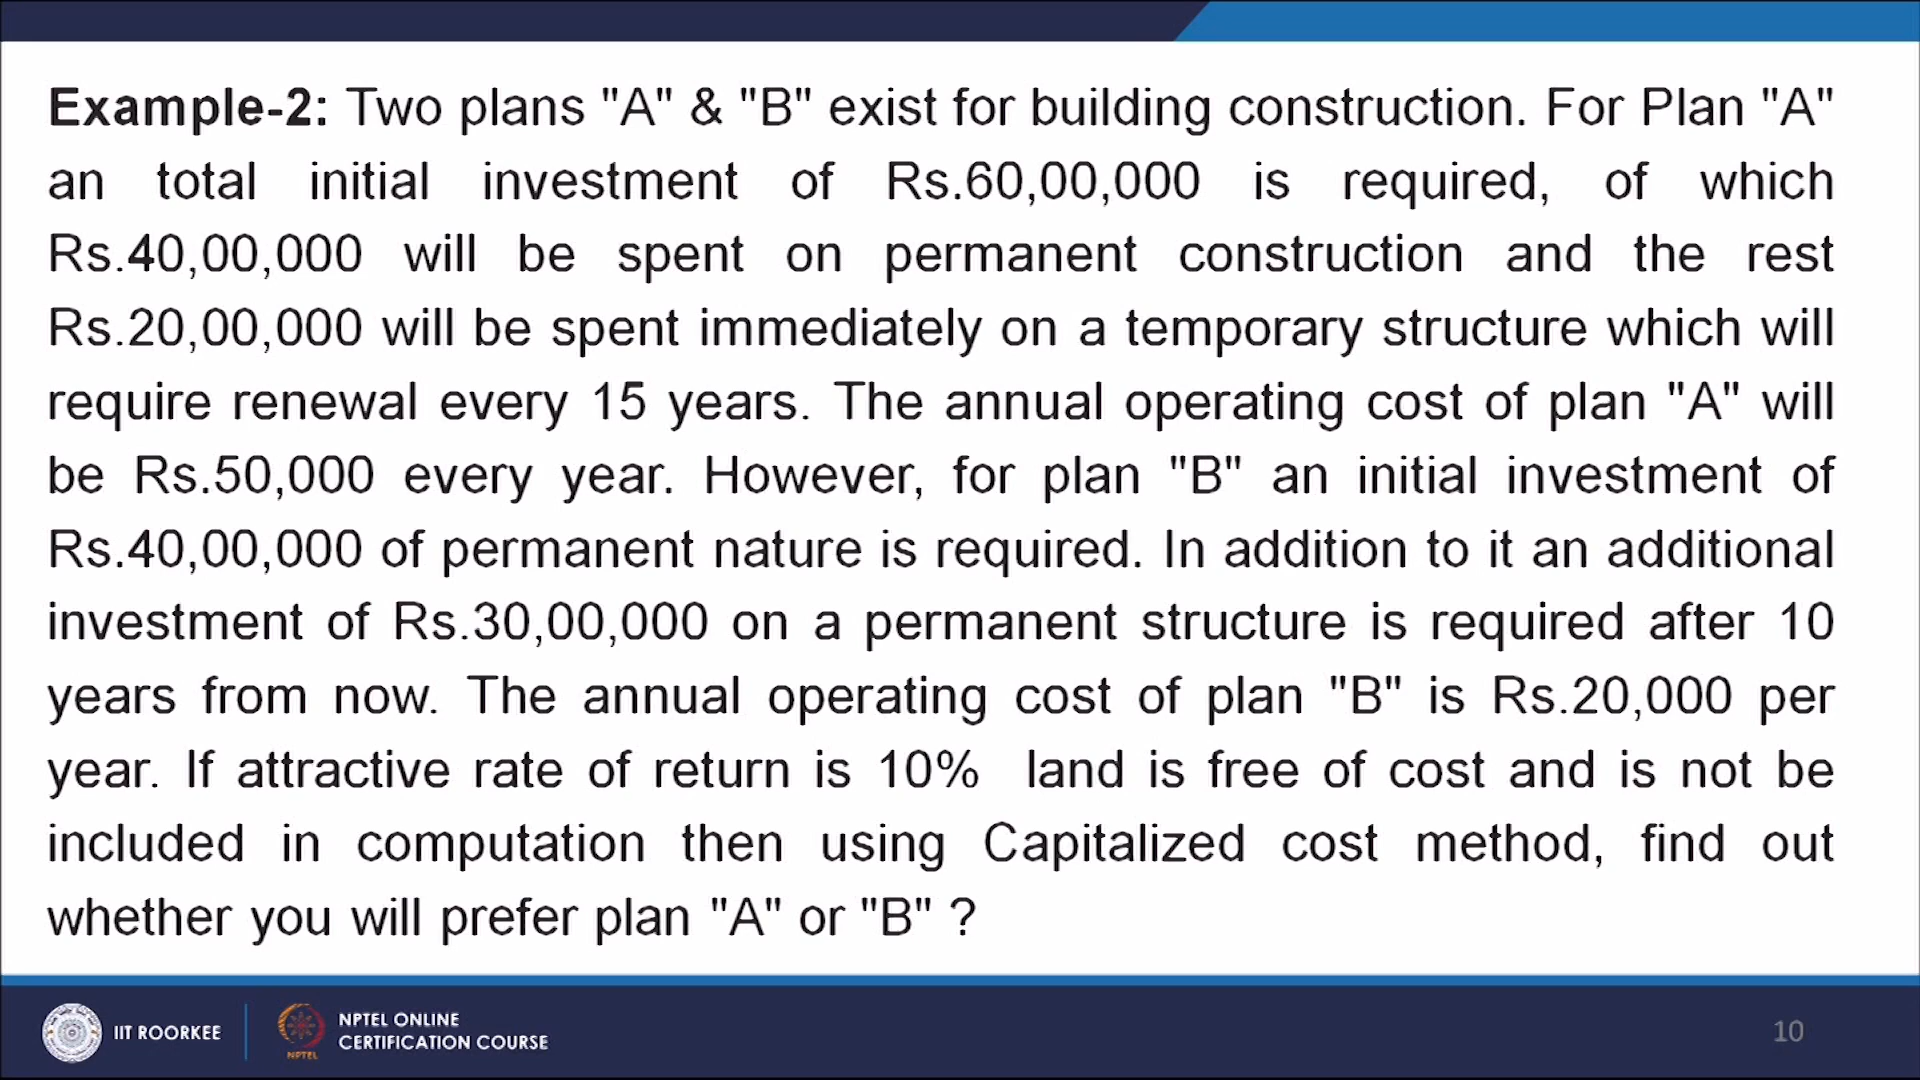 Example-2: Two plans "A" & "B" exist for building construction. For Plan "A"
an total initial investment of Rs.60,00,000 is required, of which
Rs.40,00,000 will be spent on permanent construction and the rest
Rs.20,00,000 will be spent immediately on a temporary structure which will
require renewal every 15 years. The annual operating cost of plan "A" will
be Rs.50,000 every year. However, for plan "B" an initial investment of
Rs.40,00,000 of permanent nature is required. In addition to it an additional
investment of Rs.30,00,000 on a permanent structure is required after 10
years from now. The annual operating cost of plan "B" is Rs.20,000 per
year. If attractive rate of return is 10% land is free of cost and is not be
included in computation then using Capitalized cost method, find out
whether you will prefer plan "A" or "B" ?
IIT ROORKEE
NPTEL
NPTEL ONLINE
CERTIFICATION COURSE
10